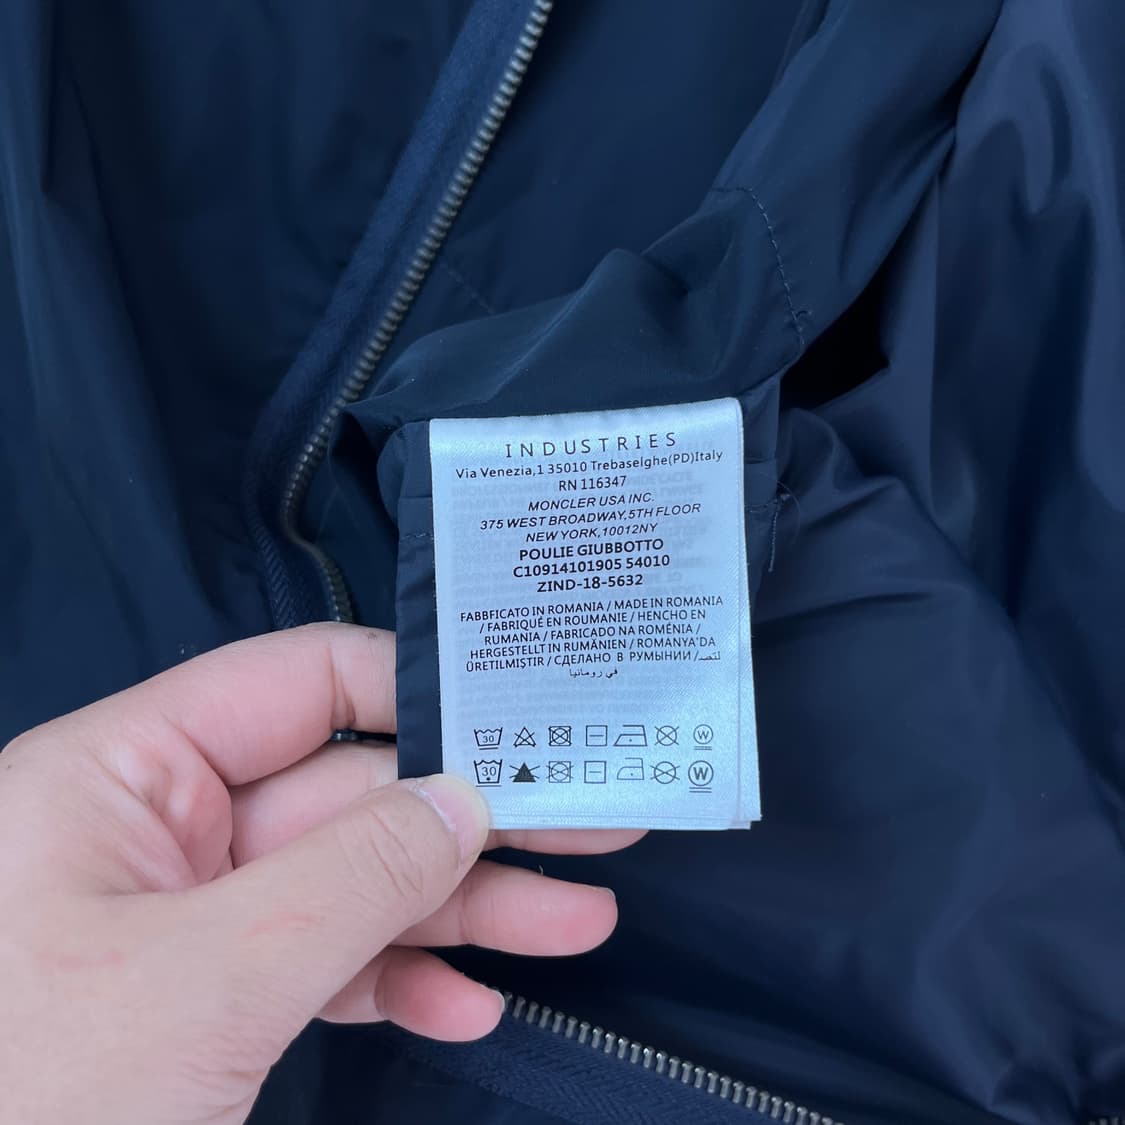 INDUSTRIES
Via Venezia,1 35010 Trebaselghe(PD)Italy
RN 116347
MONCLER USA INC.
375 WEST BROADWAY,5TH FLOOR
NEW YORK,10012NY
POULIE GIUBBOTTO
C10914101905 54010
ZIND-18-5632
FABBFICATO IN ROMANIA / MADE IN ROMANIA
/ FABRIQUÉ EN ROUMANIE / HENCHO EN
RUMANIA / FABRICADO NA ROMÉNIA /
HERGESTELLT IN RUMÄNIEN / ROMANYA'DA
ÜRETILMIŞTIR / СДЕЛАНО В РУМЫНИИ /
في رومانيا
30 W
30 W